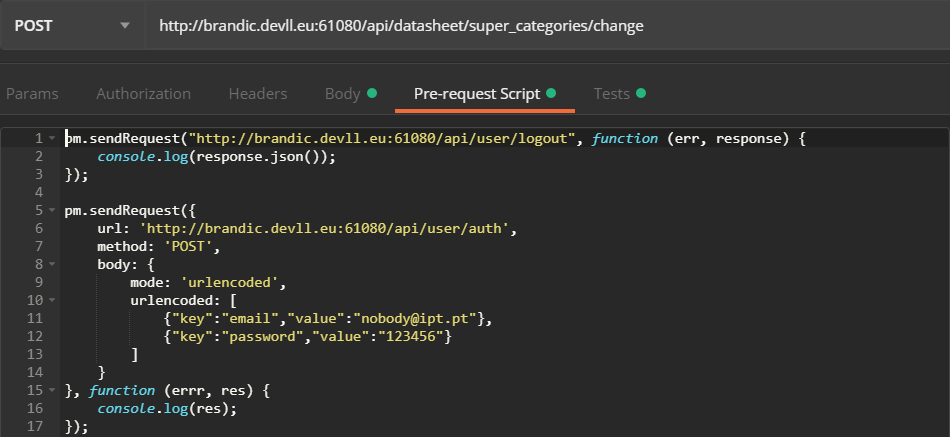 POST http://brandic.devll.eu:61080/api/datasheet/super_categories/change
Params Authorization Headers Body Pre-request Script Tests
1 pm.sendRequest("http://brandic.devll.eu:61080/api/user/logout", function (err, response) {
2     console.log(response.json());
3 });
4
5 pm.sendRequest({
6     url: 'http://brandic.devll.eu:61080/api/user/auth',
7     method: 'POST',
8     body: {
9         mode: 'urlencoded',
10         urlencoded: [
11             {"key":"email","value":"nobody@ipt.pt"},
12             {"key":"password","value":"123456"}
13         ]
14     }
15 }, function (errr, res) {
16     console.log(res);
17 });